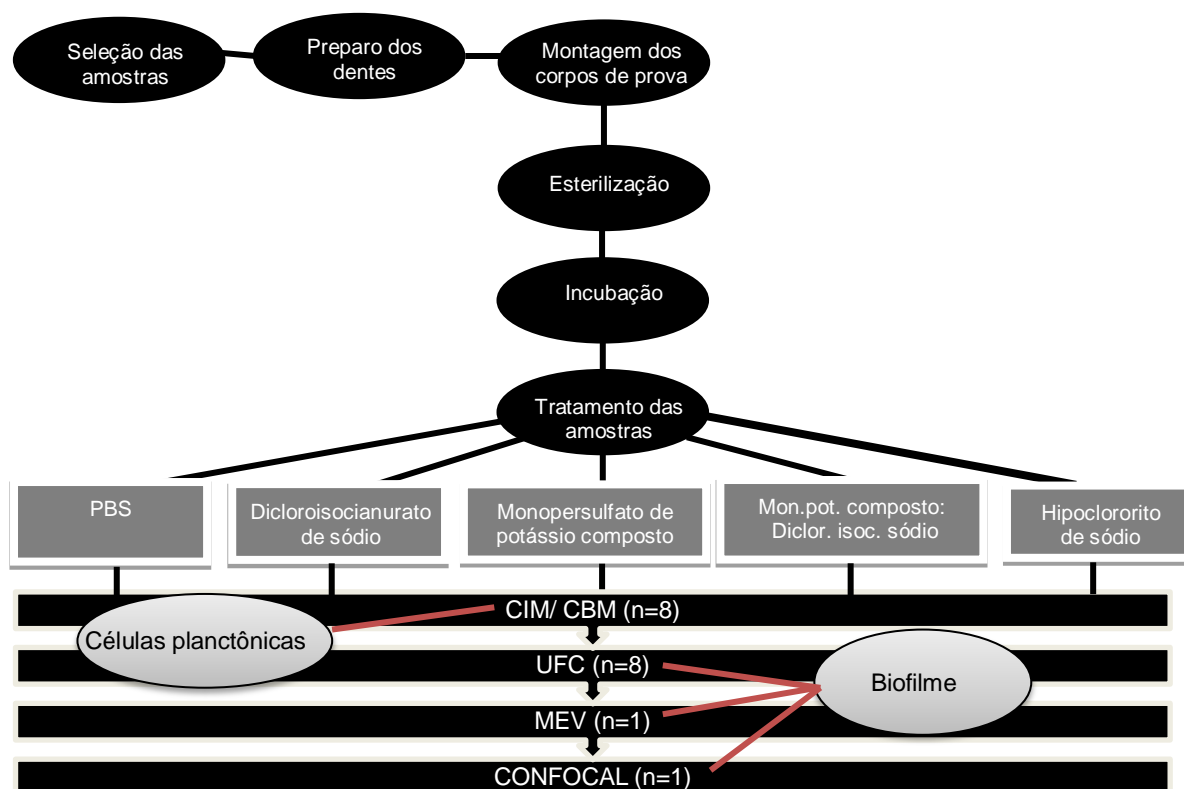 Seleção das
amostras
Preparo dos
dentes
Montagem dos
corpos de prova
Esterilização
Incubação
Tratamento das
amostras
PBS
Dicloroisocianurato
de sódio
Monopersulfato de
potássio composto
Mon.pot. composto:
Diclor. isoc. sódio
Hipoclororito
de sódio
CIM/ CBM (n=8)
Células planctônicas
UFC (n=8)
Biofilme
MEV (n=1)
CONFOCAL (n=1)